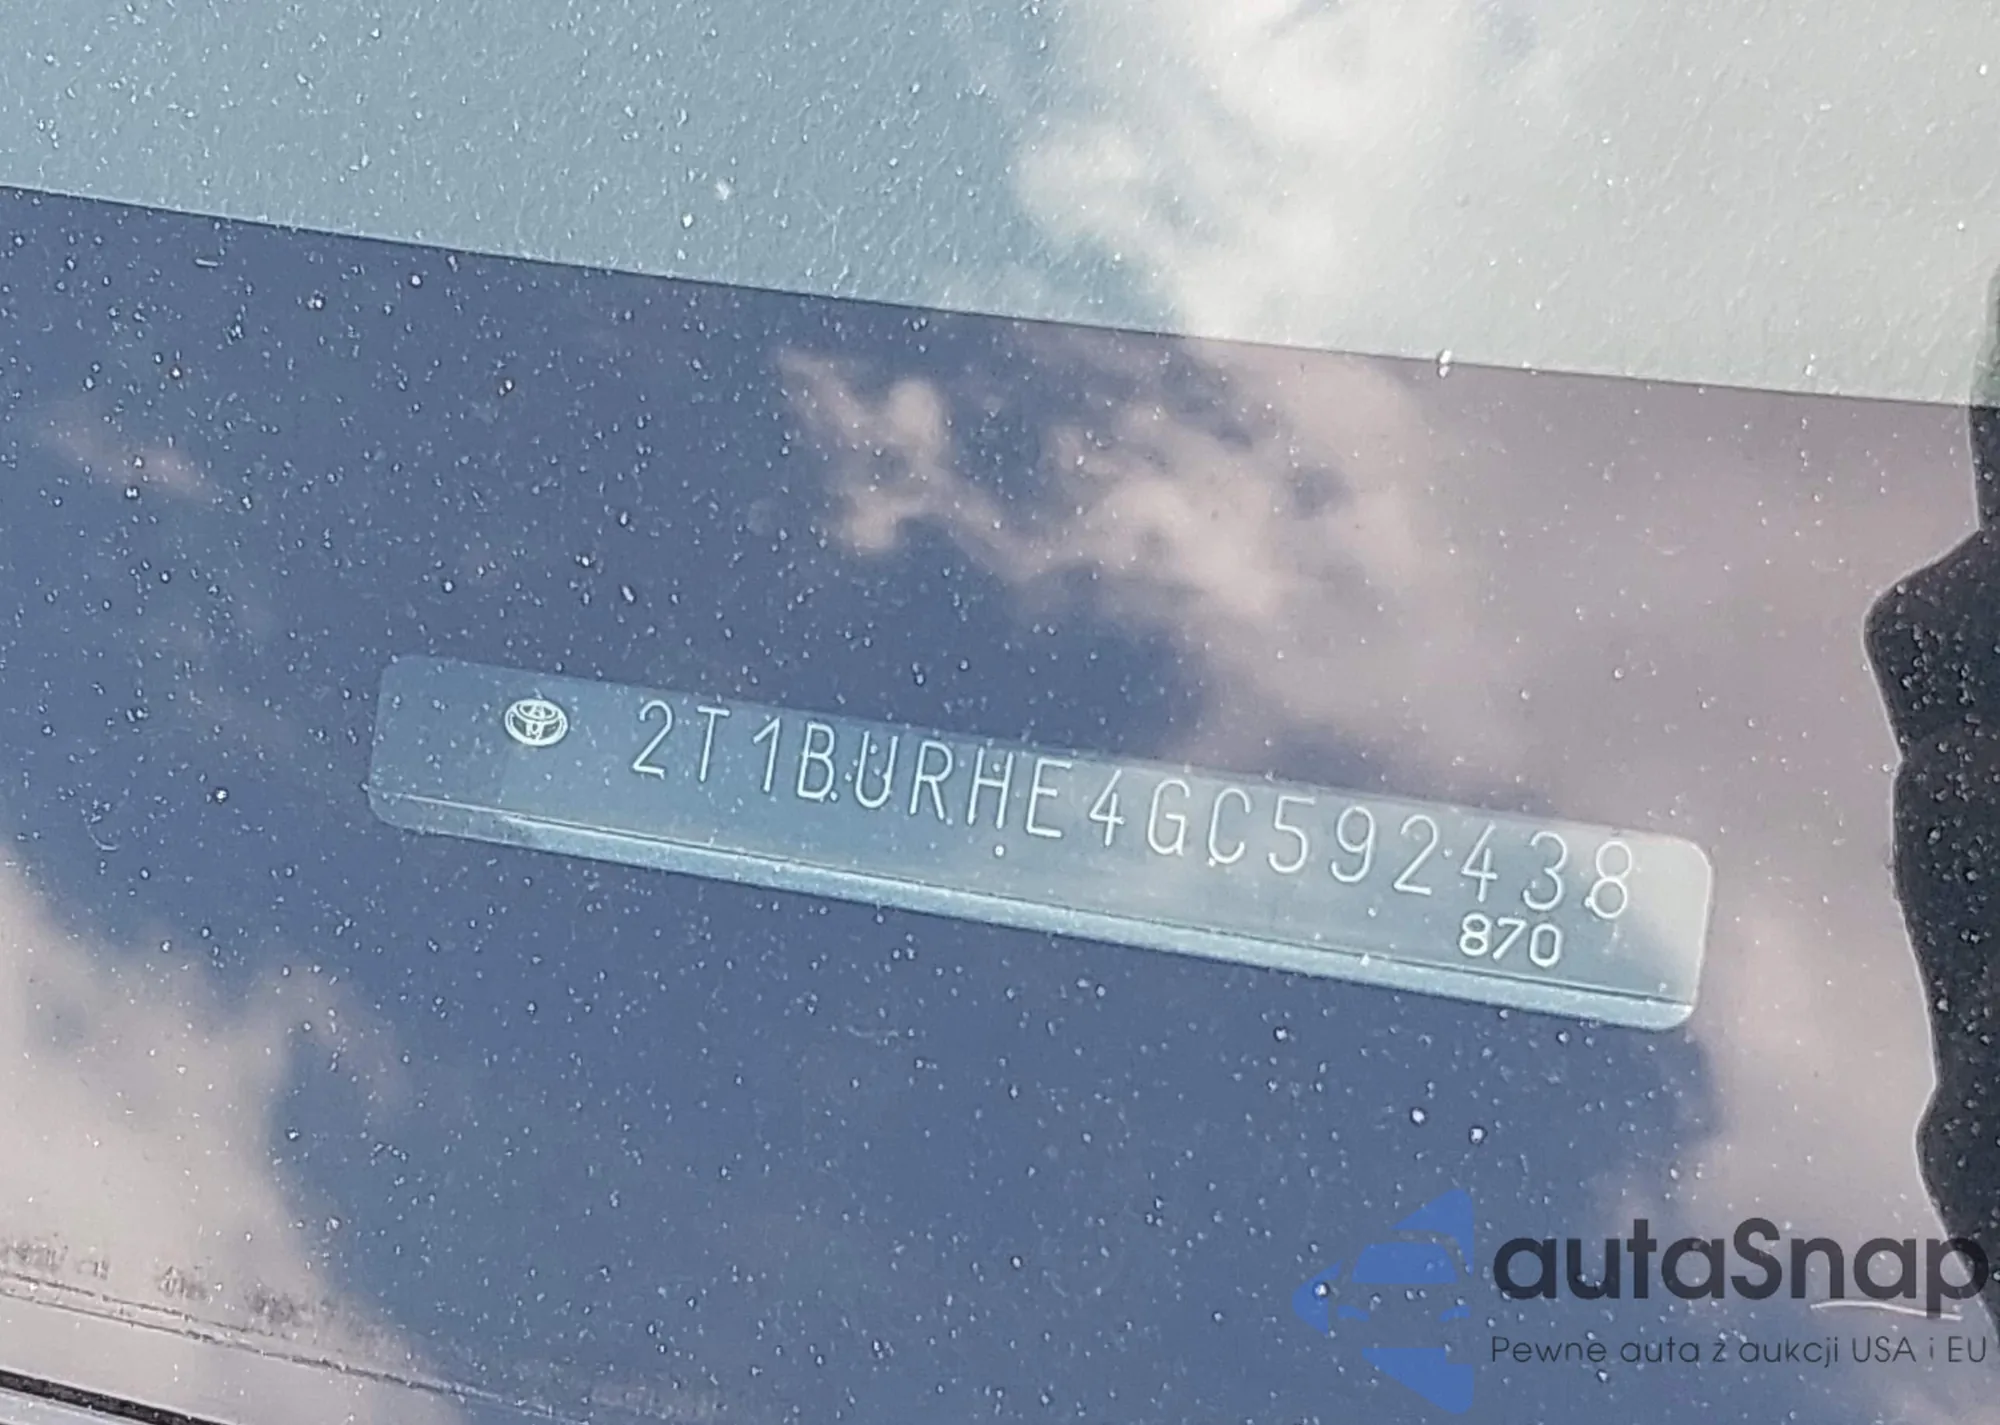 2T1BURHE4GC592438
870
autaSnap
Pewne auta z aukcji USA i EU